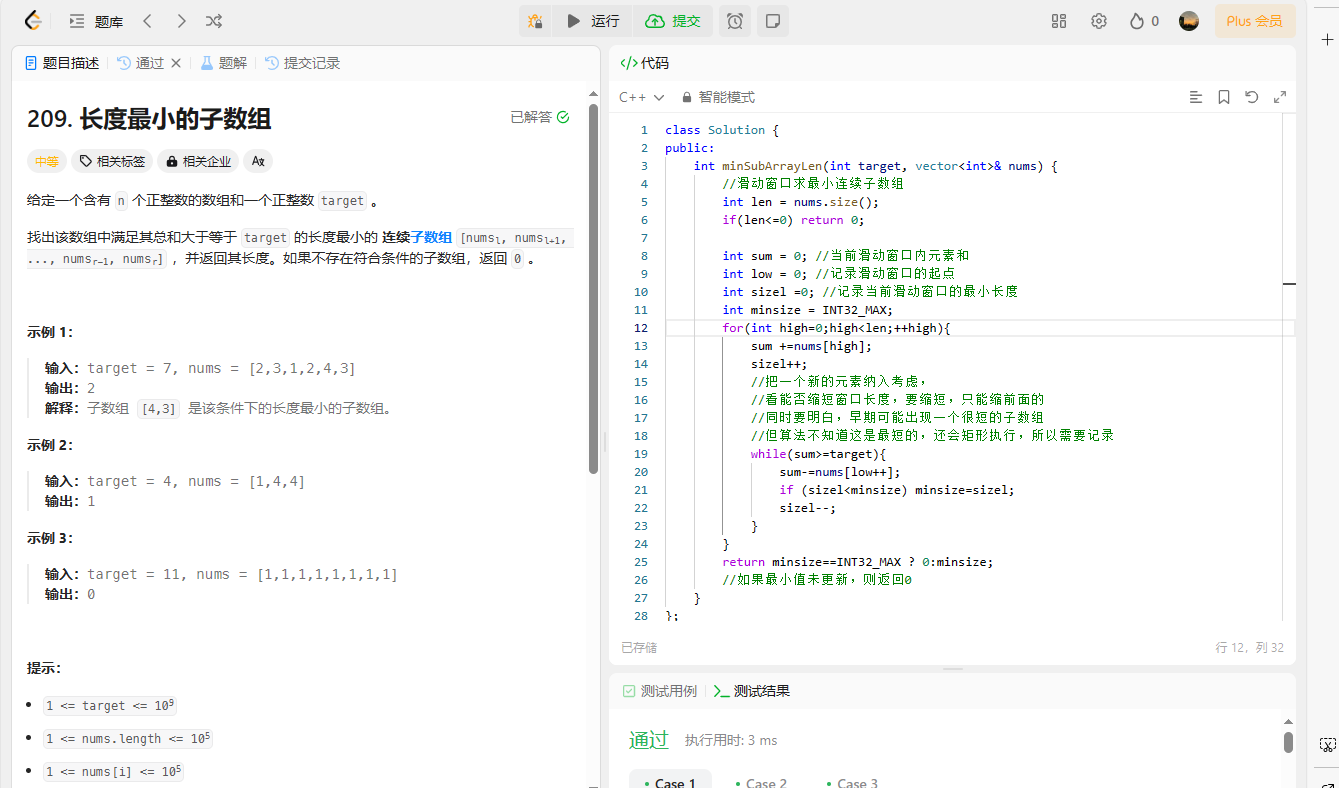 题库
运行
提交
0
Plus 会员
题目描述
通过
题解
提交记录
209. 长度最小的子数组
已解答
中等
相关标签
相关企业
给定一个含有 n 个正整数的数组和一个正整数 target 。
找出该数组中满足其总和大于等于 target 的长度最小的 连续子数组 [numsl, numsl+1,
..., numsr-1, numsr] ，并返回其长度。如果不存在符合条件的子数组，返回 0 。
示例 1：
输入：target = 7, nums = [2,3,1,2,4,3]
输出：2
解释：子数组 [4,3] 是该条件下的长度最小的子数组。
示例 2：
输入：target = 4, nums = [1,4,4]
输出：1
示例 3：
输入：target = 11, nums = [1,1,1,1,1,1,1,1]
输出：0
提示：
1 <= target <= 10⁹
1 <= nums.length <= 10⁵
1 <= nums[i] <= 10⁵
</>代码
C++
智能模式
1 class Solution {
2 public:
3     int minSubArrayLen(int target, vector<int>& nums) {
4         //滑动窗口求最小连续子数组
5         int len = nums.size();
6         if(len<=0) return 0;
7
8         int sum = 0; //当前滑动窗口内元素和
9         int low = 0; //记录滑动窗口的起点
10         int sizel =0; //记录当前滑动窗口的最小长度
11         int minsize = INT32_MAX;
12         for(int high=0;high<len;++high){
13             sum +=nums[high];
14             sizel++;
15             //把一个新的元素纳入考虑，
16             //看能否缩短窗口长度，要缩短，只能缩前面的
17             //同时要明白，早期可能出现一个很短的子数组
18             //但算法不知道这是最短的，还会矩形执行，所以需要记录
19             while(sum>=target){
20                 sum-=nums[low++];
21                 if (sizel<minsize) minsize=sizel;
22                 sizel--;
23             }
24         }
25         return minsize==INT32_MAX ? 0:minsize;
26         //如果最小值未更新，则返回0
27     }
28 };
已存储
行 12，列 32
测试用例
测试结果
通过
执行用时: 3 ms
Case 1
Case 2
Case 3